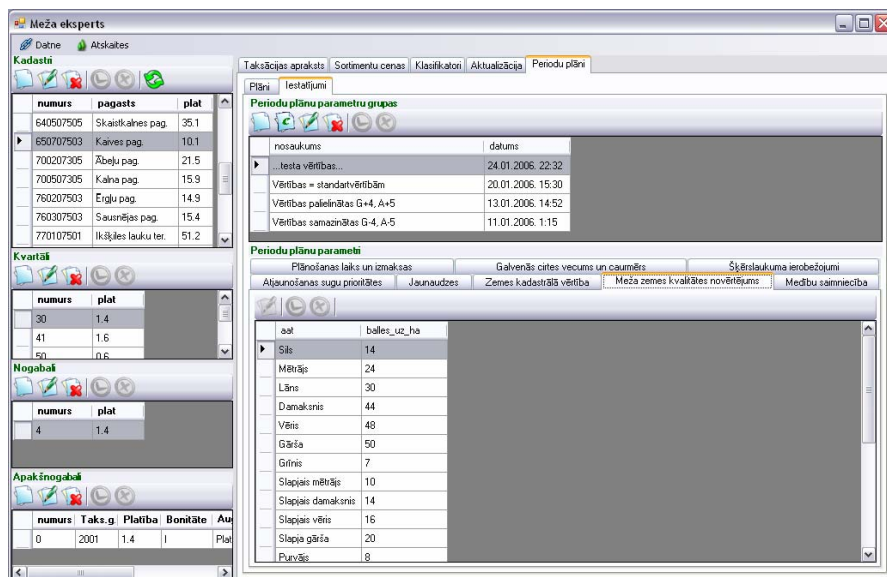 Meža eksperts
Datne Atskaites
Kadastri
numurs pagasts plat
640507505 Skaistkalnes pag. 35.1
650707503 Kaives pag. 10.1
700207305 Ābeļu pag. 21.5
700507305 Kalna pag. 15.9
760207303 Ērgļu pag. 14.9
760307503 Sausnējas pag. 15.4
770107501 Ikšķiles lauku ter. 51.2
Kvartāli
numurs plat
30 1.4
41 1.6
50 0.6
Nogabali
numurs plat
4 1.4
Apakšnogabali
numurs Taks.g. Platība Bonitāte Aug
0 2001 1.4 I Plat
Taksācijas apraksts Sortimentu cenas Klasifikatori Aktualizācija Periodu plāni
Plāni Iestatījumi
Periodu plānu parametru grupas
nosaukums datums
...testa vērtības... 24.01.2006. 22:32
Vērtības = standartvērtībām 20.01.2006. 15:30
Vērtības palielinātas G+4, A+5 13.01.2006. 14:52
Vērtības samazinātas G-4, A-5 11.01.2006. 1:15
Periodu plānu parametri
Plānošanas laiks un izmaksas Galvenās cirtes vecums un caurmērs Šķērslaukuma ierobežojumi
Atjaunošanas sugu prioritātes Jaunaudzes Zemes kadastrālā vērtība Meža zemes kvalitātes novērtējums Medību saimniecība
aat balles_uz_ha
Sils 14
Mētrājs 24
Lāns 30
Damaksnis 44
Vēris 48
Gārša 50
Grīnis 7
Slapjais mētrājs 10
Slapjais damaksnis 14
Slapjais vēris 16
Slapja gārša 20
Purvājs 8